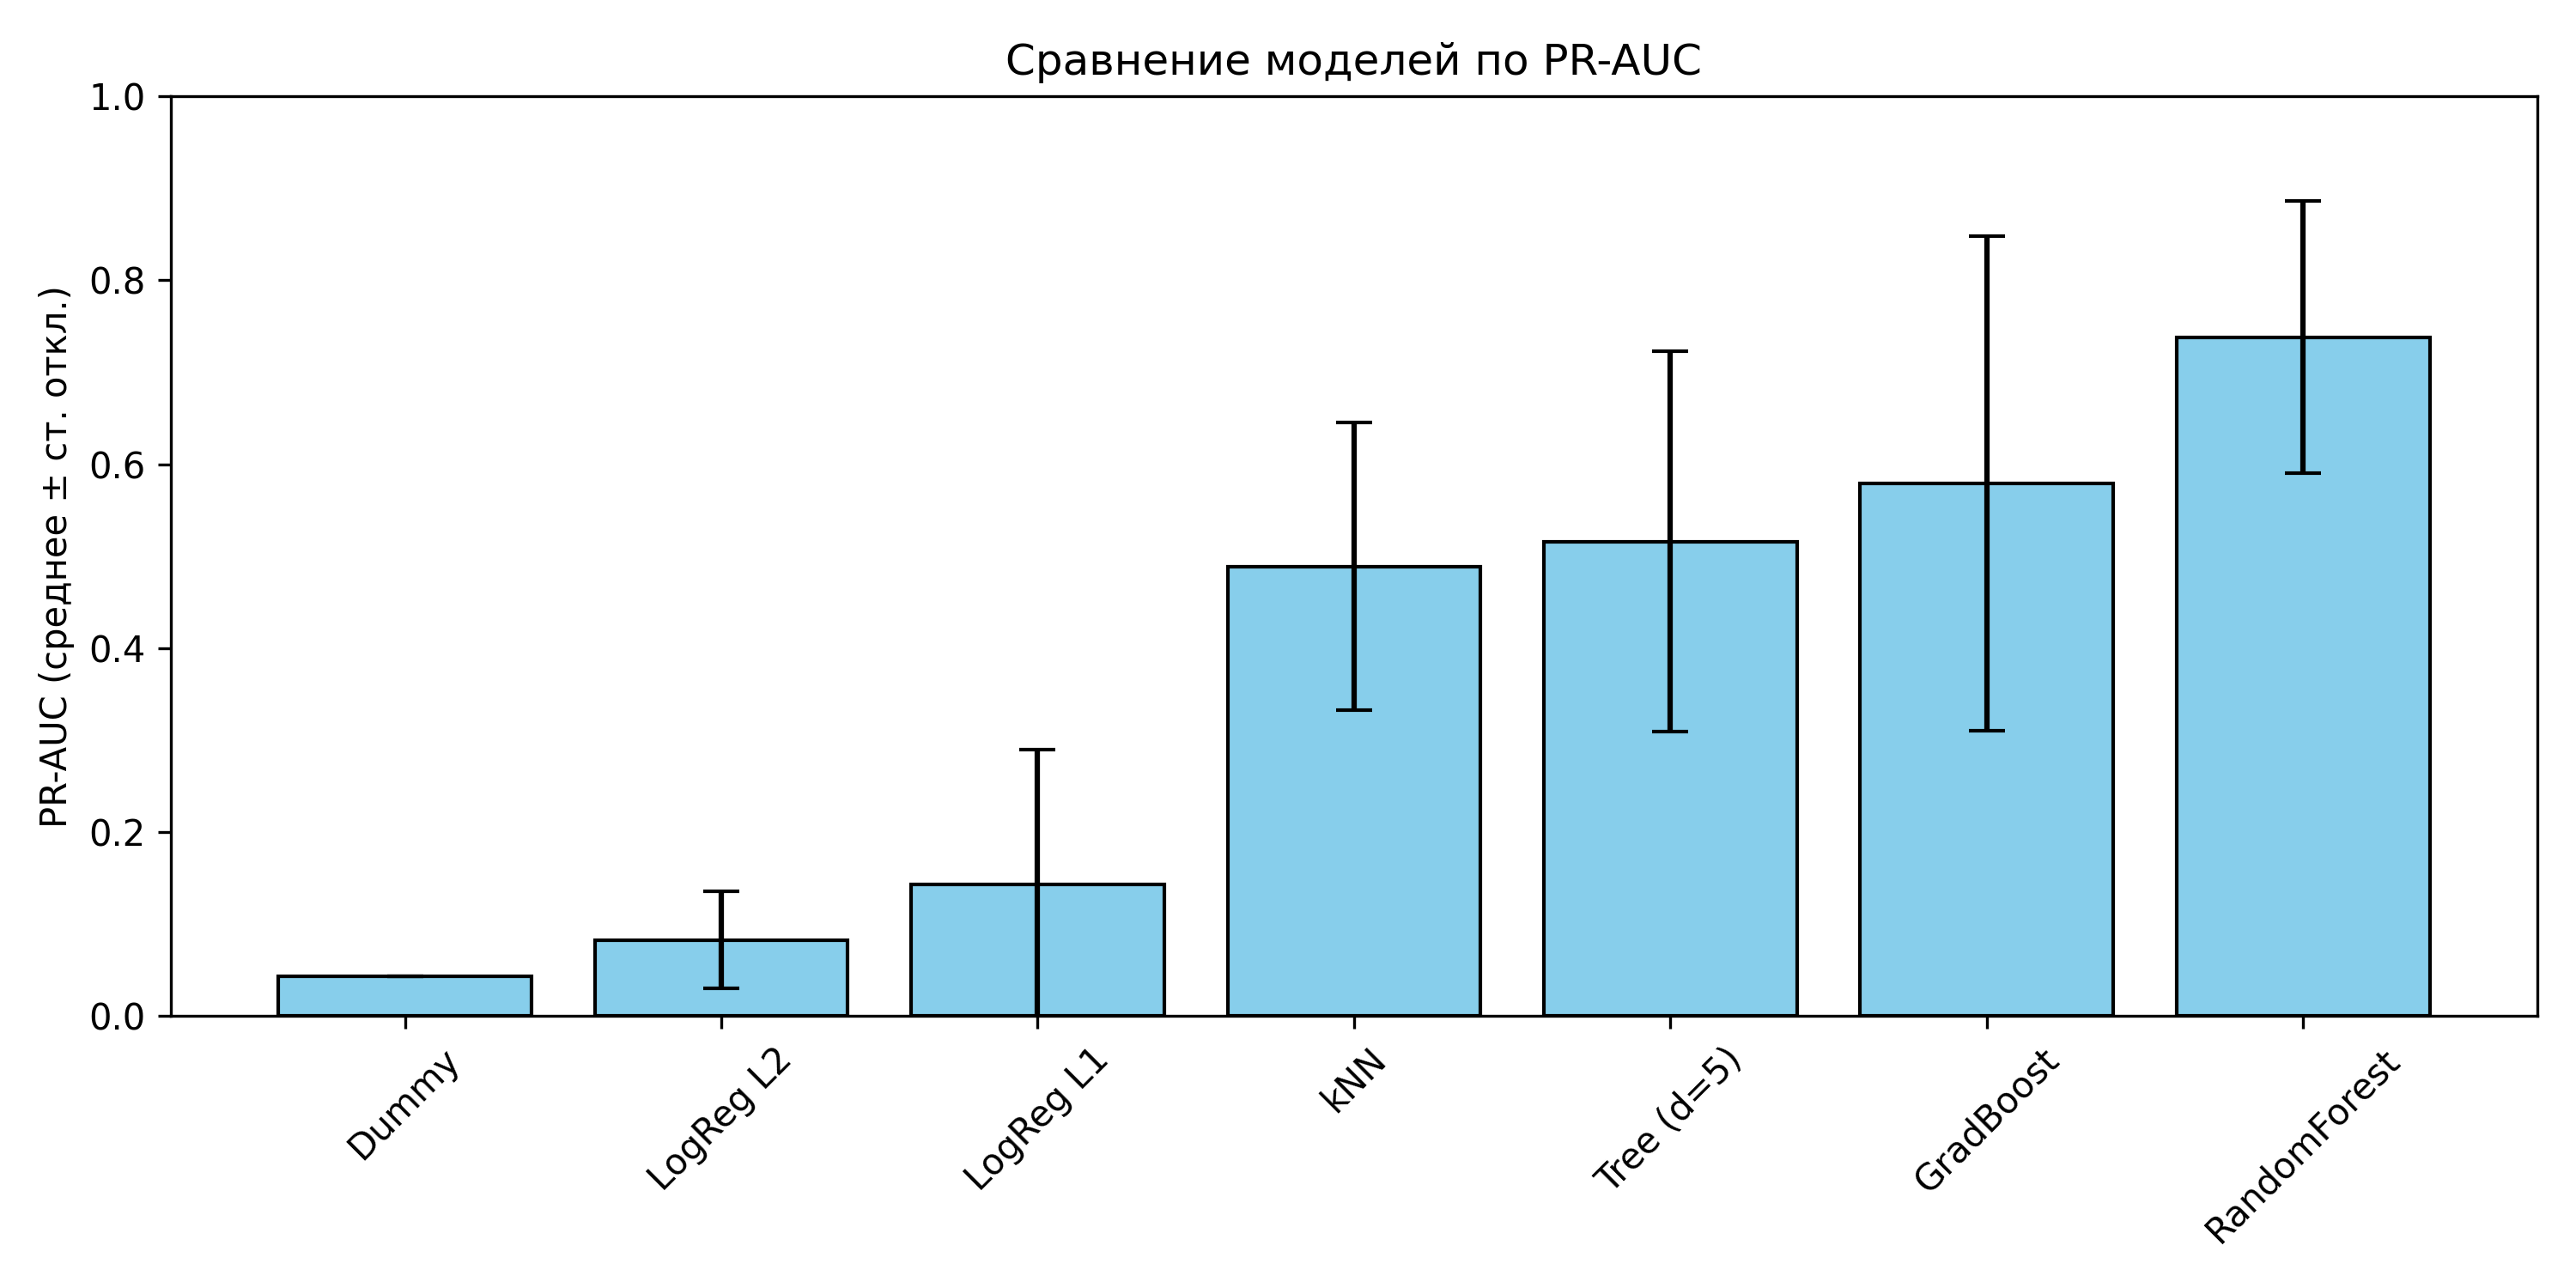 Сравнение моделей по PR-AUC
PR-AUC (среднее ± ст. откл.)
1.0
0.8
0.6
0.4
0.2
0.0
Dummy
LogReg L2
LogReg L1
kNN
Tree (d=5)
GradBoost
RandomForest